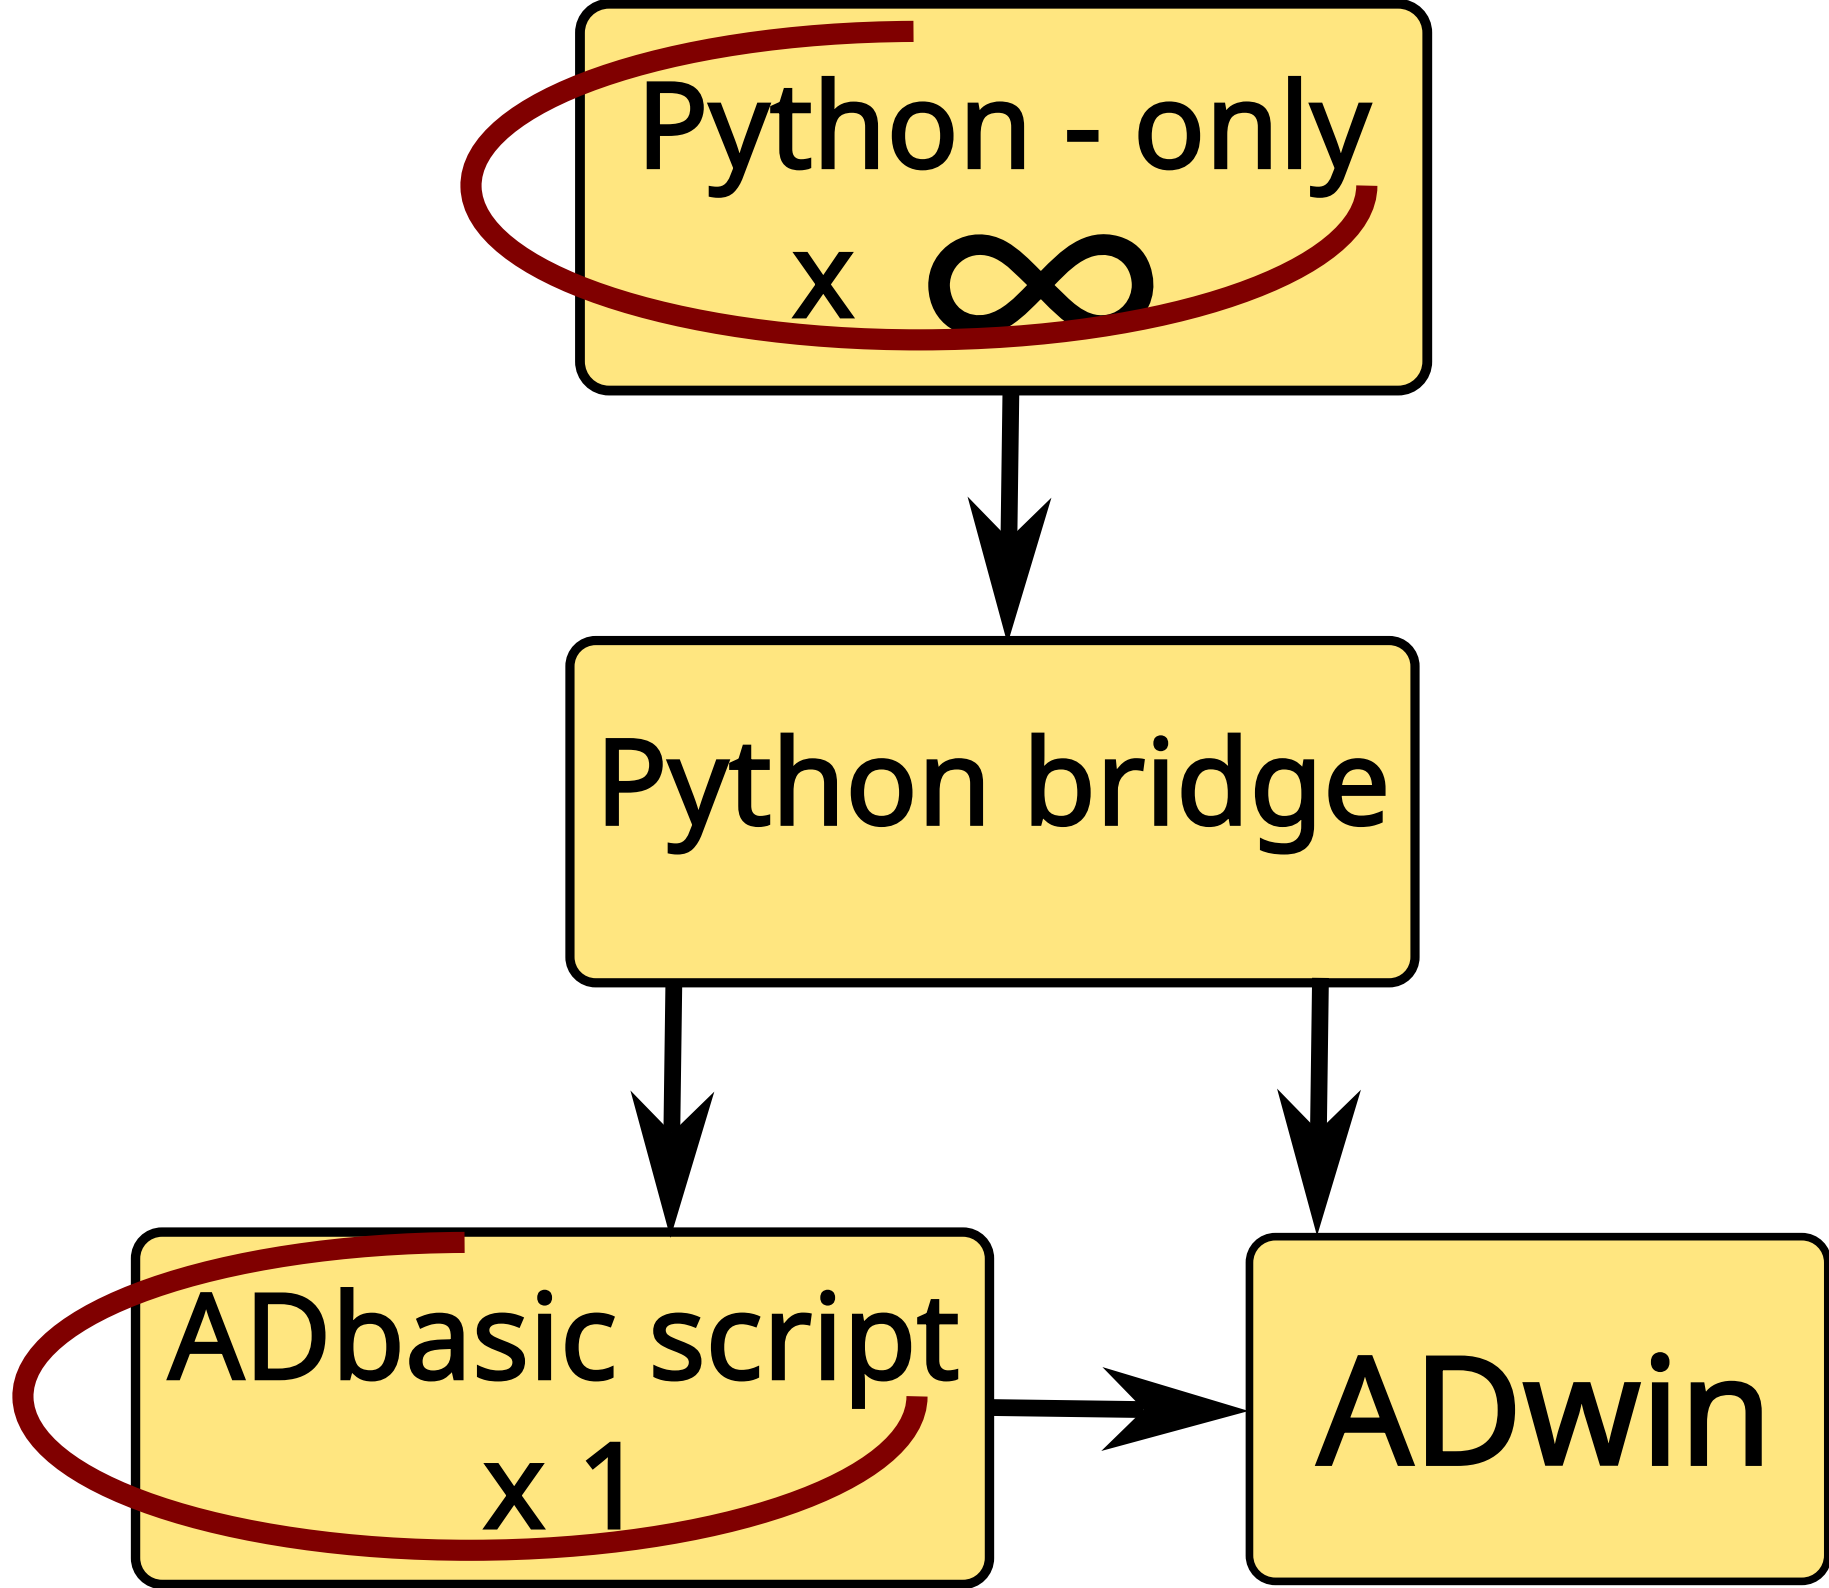 Python - only
x ∞
Python bridge
ADbasic script
x 1
ADwin